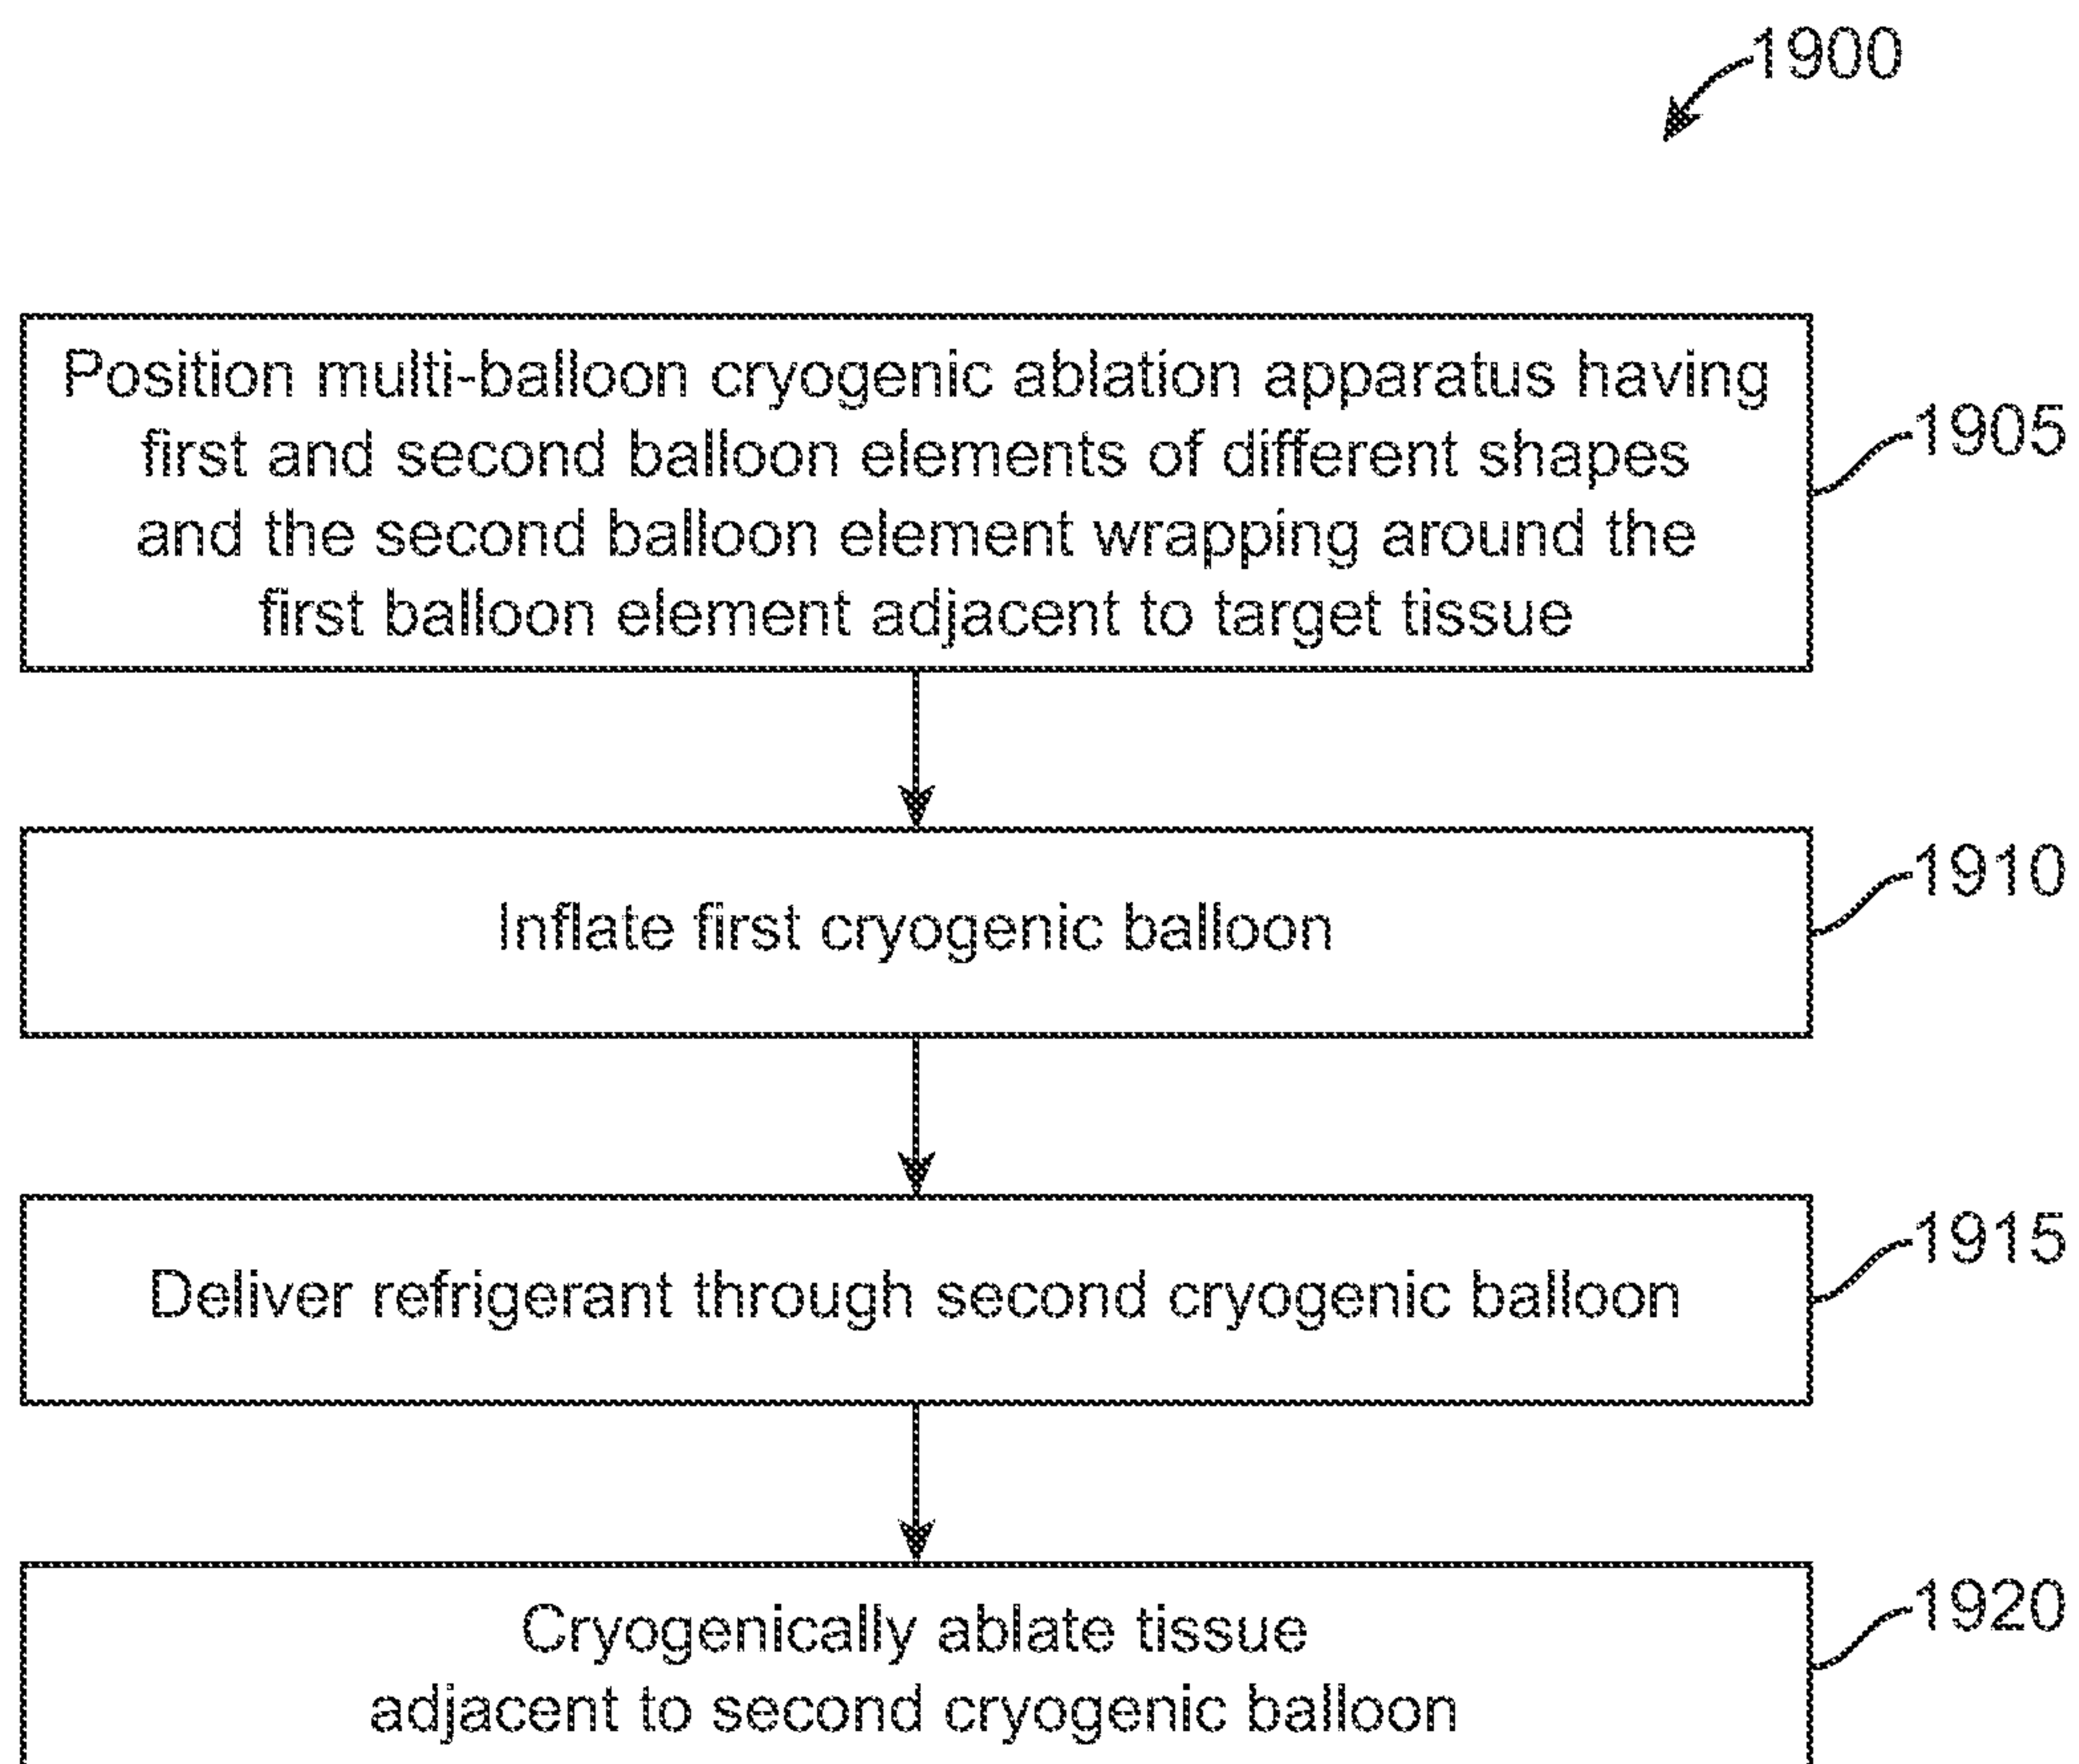 1900
Position multi-balloon cryogenic ablation apparatus having
first and second balloon elements of different shapes
and the second balloon element wrapping around the
first balloon element adjacent to target tissue
1905
Inflate first cryogenic balloon
1910
Deliver refrigerant through second cryogenic balloon
1915
Cryogenically ablate tissue
adjacent to second cryogenic balloon
1920